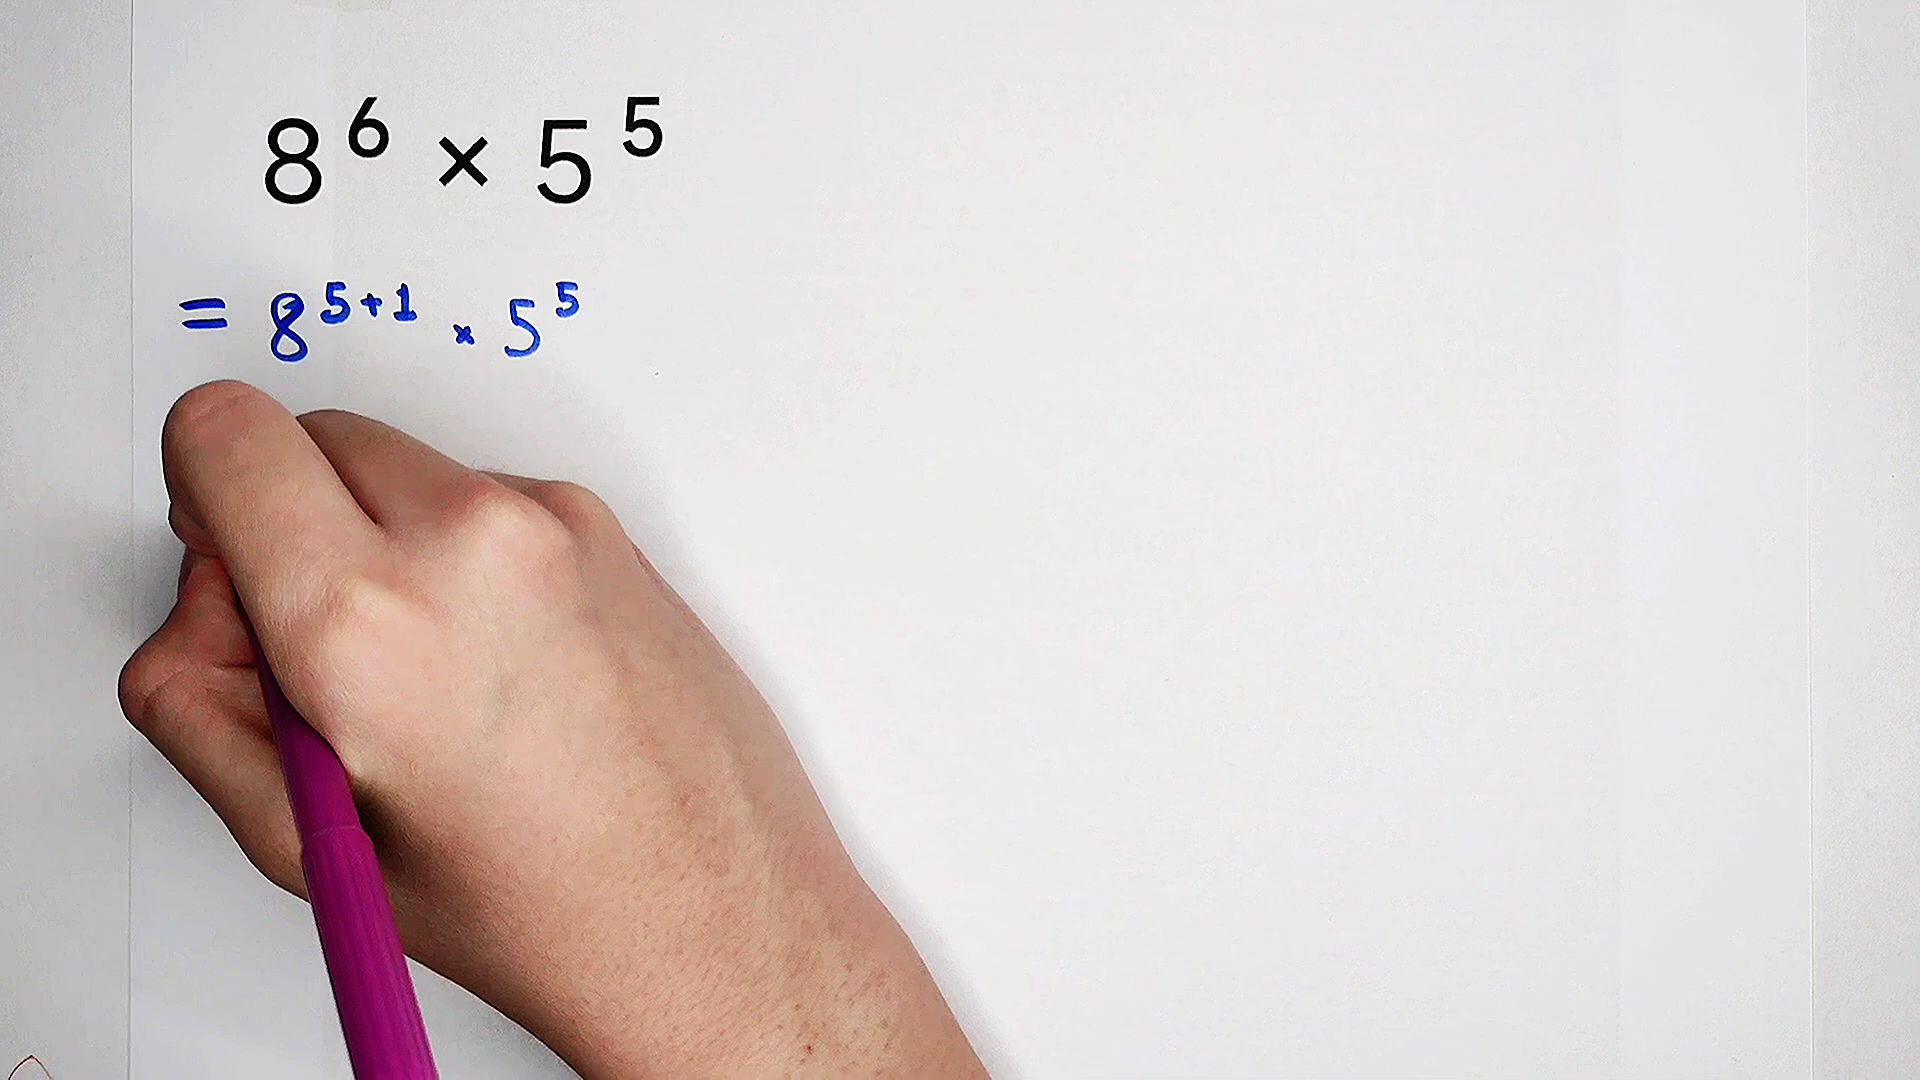 8⁶ × 5⁵
= 8⁵⁺¹ × 5⁵